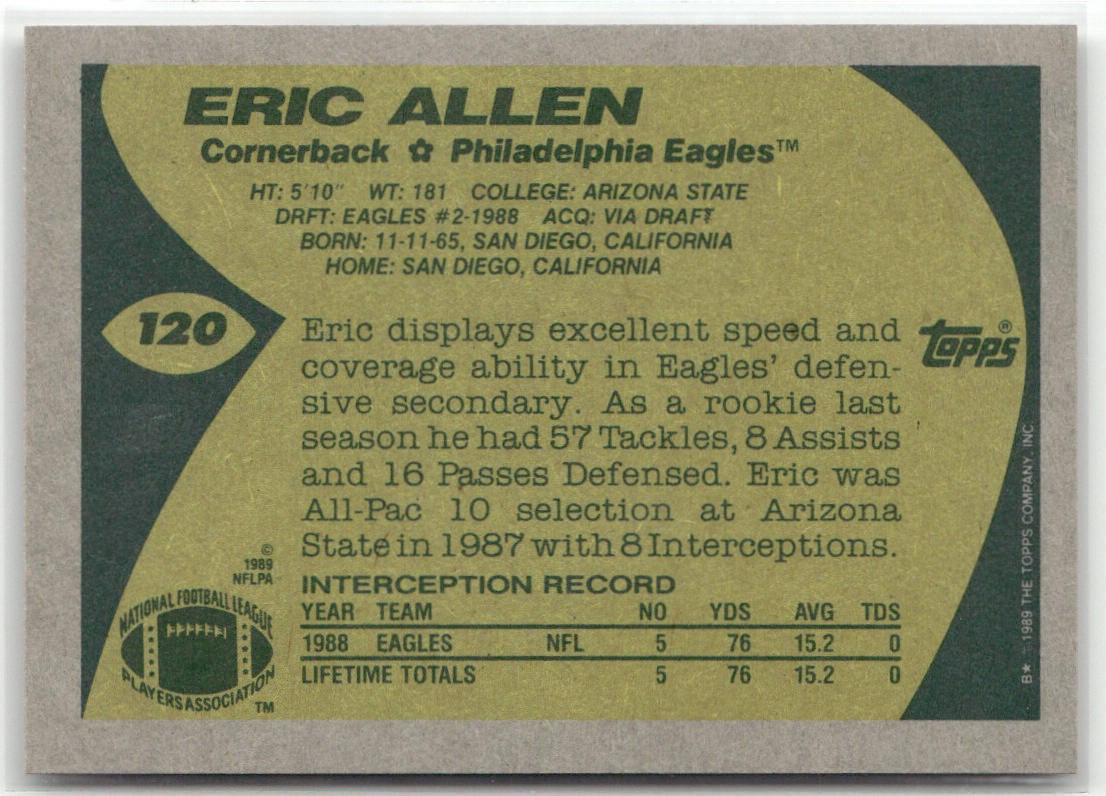 ERIC ALLEN
Cornerback ✿ Philadelphia Eagles™
HT: 5'10" WT: 181 COLLEGE: ARIZONA STATE
DRFT: EAGLES #2-1988 ACQ: VIA DRAFT
BORN: 11-11-65, SAN DIEGO, CALIFORNIA
HOME: SAN DIEGO, CALIFORNIA
120
Eric displays excellent speed and
coverage ability in Eagles' defen-
sive secondary. As a rookie last
season he had 57 Tackles, 8 Assists
and 16 Passes Defensed. Eric was
All-Pac 10 selection at Arizona
State in 1987 with 8 Interceptions.
topps®
INTERCEPTION RECORD
YEAR TEAM NO YDS AVG TDS
1988 EAGLES NFL 5 76 15.2 0
LIFETIME TOTALS 5 76 15.2 0
©
1989
NFLPA
NATIONAL FOOTBALL LEAGUE
PLAYERS ASSOCIATION
TM
B* ©1989 THE TOPPS COMPANY, INC.